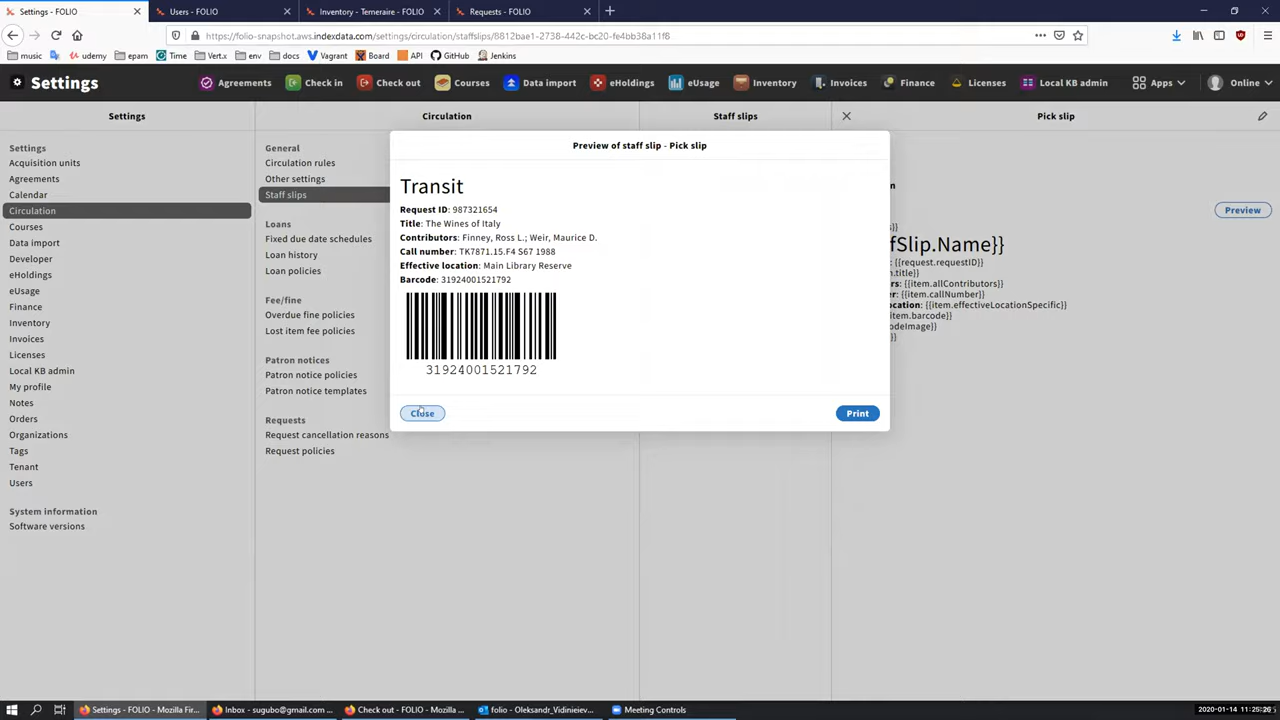 Settings - FOLIO
Users - FOLIO
Inventory - Temeraire - FOLIO
Requests - FOLIO
https://folio-snapshot.aws.indexdata.com/settings/circulation/staffslips/8812bae1-2738-442c-bc20-fe4bb38a11f8
music
udemy
epam
Time
Vert.x
env
docs
Vagrant
Board
API
GitHub
Jenkins
Settings
Agreements
Check in
Check out
Courses
Data import
eHoldings
eUsage
Inventory
Invoices
Finance
Licenses
Local KB admin
Apps
Online
Settings
Circulation
Staff slips
Pick slip
Settings
Acquisition units
Agreements
Calendar
Circulation
Courses
Data import
Developer
eHoldings
eUsage
Finance
Inventory
Invoices
Licenses
Local KB admin
My profile
Notes
Orders
Organizations
Tags
Tenant
Users
System information
Software versions
General
Circulation rules
Other settings
Staff slips
Loans
Fixed due date schedules
Loan history
Loan policies
Fee/fine
Overdue fine policies
Lost item fee policies
Patron notices
Patron notice policies
Patron notice templates
Requests
Request cancellation reasons
Request policies
Preview of staff slip - Pick slip
Transit
Request ID: 987321654
Title: The Wines of Italy
Contributors: Finney, Ross L.; Weir, Maurice D.
Call number: TK7871.15.F4 S67 1988
Effective location: Main Library Reserve
Barcode: 31924001521792
31924001521792
Close
Print
n
Preview
s}}
fSlip.Name}}
: {{request.requestID}}
n.title}}
rs: {{item.allContributors}}
er: {{item.callNumber}}
ocation: {{item.effectiveLocationSpecific}}
item.barcode}}
odeImage}}
}}
Settings - FOLIO - Mozilla Fir...
Inbox - sugubo@gmail.com ...
Check out - FOLIO - Mozilla ...
folio - Oleksandr_Vidinieiev...
Meeting Controls